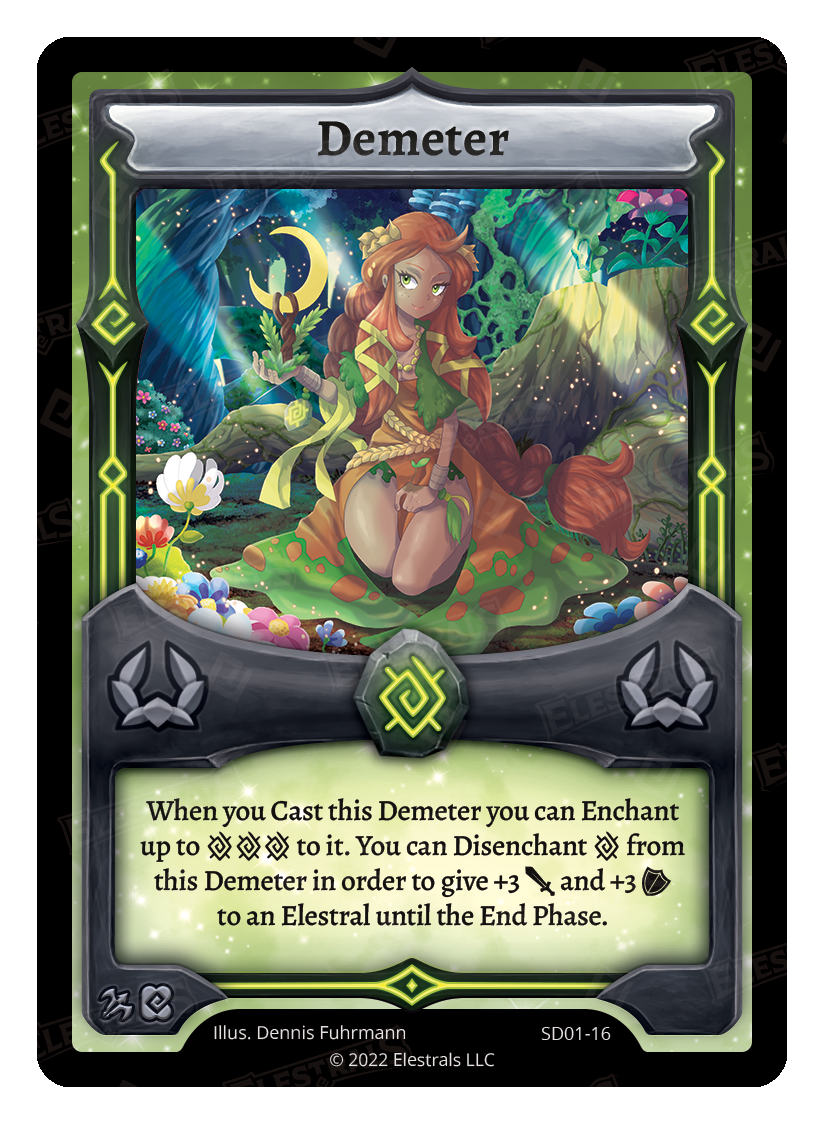 Demeter
When you Cast this Demeter you can Enchant
up to to it. You can Disenchant from
this Demeter in order to give +3 and +3
to an Elestral until the End Phase.
Illus. Dennis Fuhrmann
SD01-16
© 2022 Elestrals LLC